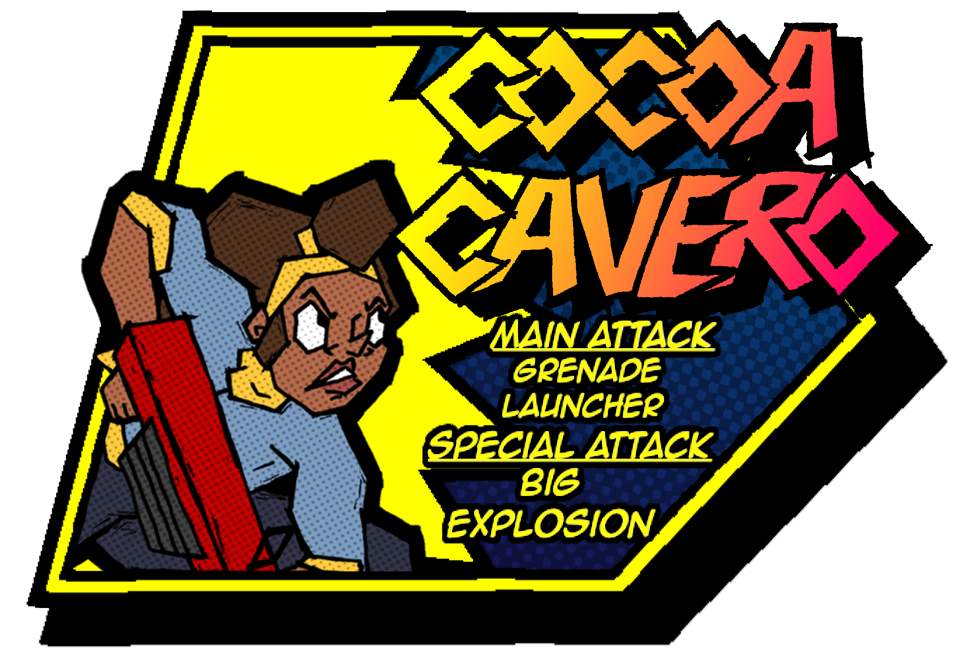 COCOA
CAVERO
MAIN ATTACK
GRENADE
LAUNCHER
SPECIAL ATTACK
BIG
EXPLOSION